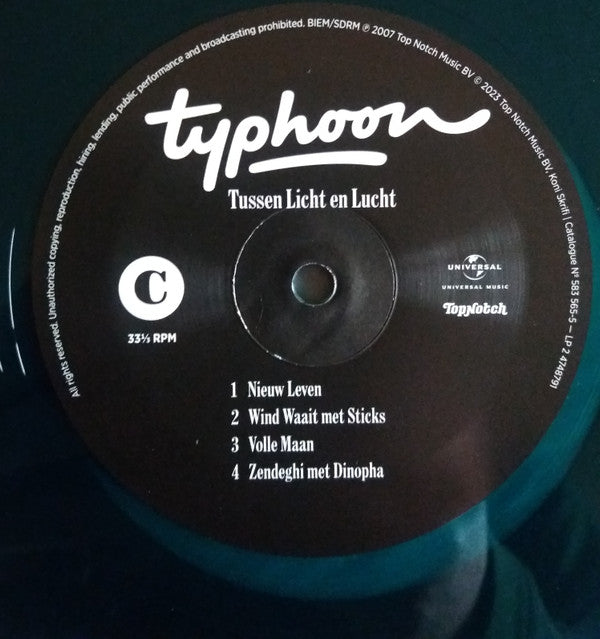 All rights reserved. Unauthorized copying, reproduction, hiring, lending, public performance and broadcasting prohibited. BIEM/SDRM ℗ 2007 Top Notch Music BV © 2023 Top Notch Music BV, Koni Skrifi | Catalogue Nº 583 565-5 – LP 2 4748791
typhoon
Tussen Licht en Lucht
C
33⅓ RPM
UNIVERSAL
UNIVERSAL MUSIC
TopNotch
1 Nieuw Leven
2 Wind Waait met Sticks
3 Volle Maan
4 Zendeghi met Dinopha